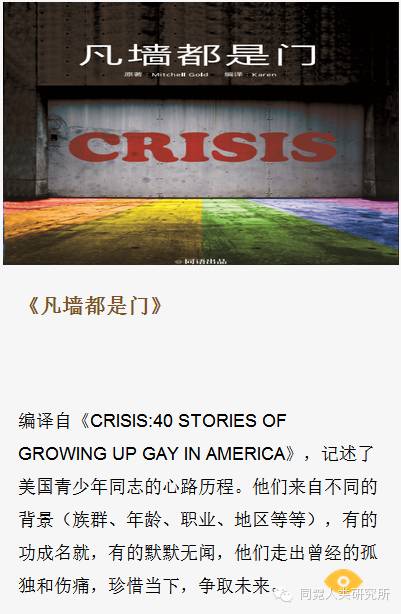 凡墙都是门
原著：Mitchell Gold 编译：Karen
CRISIS
©同语出品
《凡墙都是门》
编译自《CRISIS:40 STORIES OF
GROWING UP GAY IN AMERICA》，记述了
美国青少年同志的心路历程。他们来自不同的
背景（族群、年龄、职业、地区等等），有的
功成名就，有的默默无闻，他们走出曾经的孤
独和伤痛，珍惜当下，争取未来。
同霓人类研究所